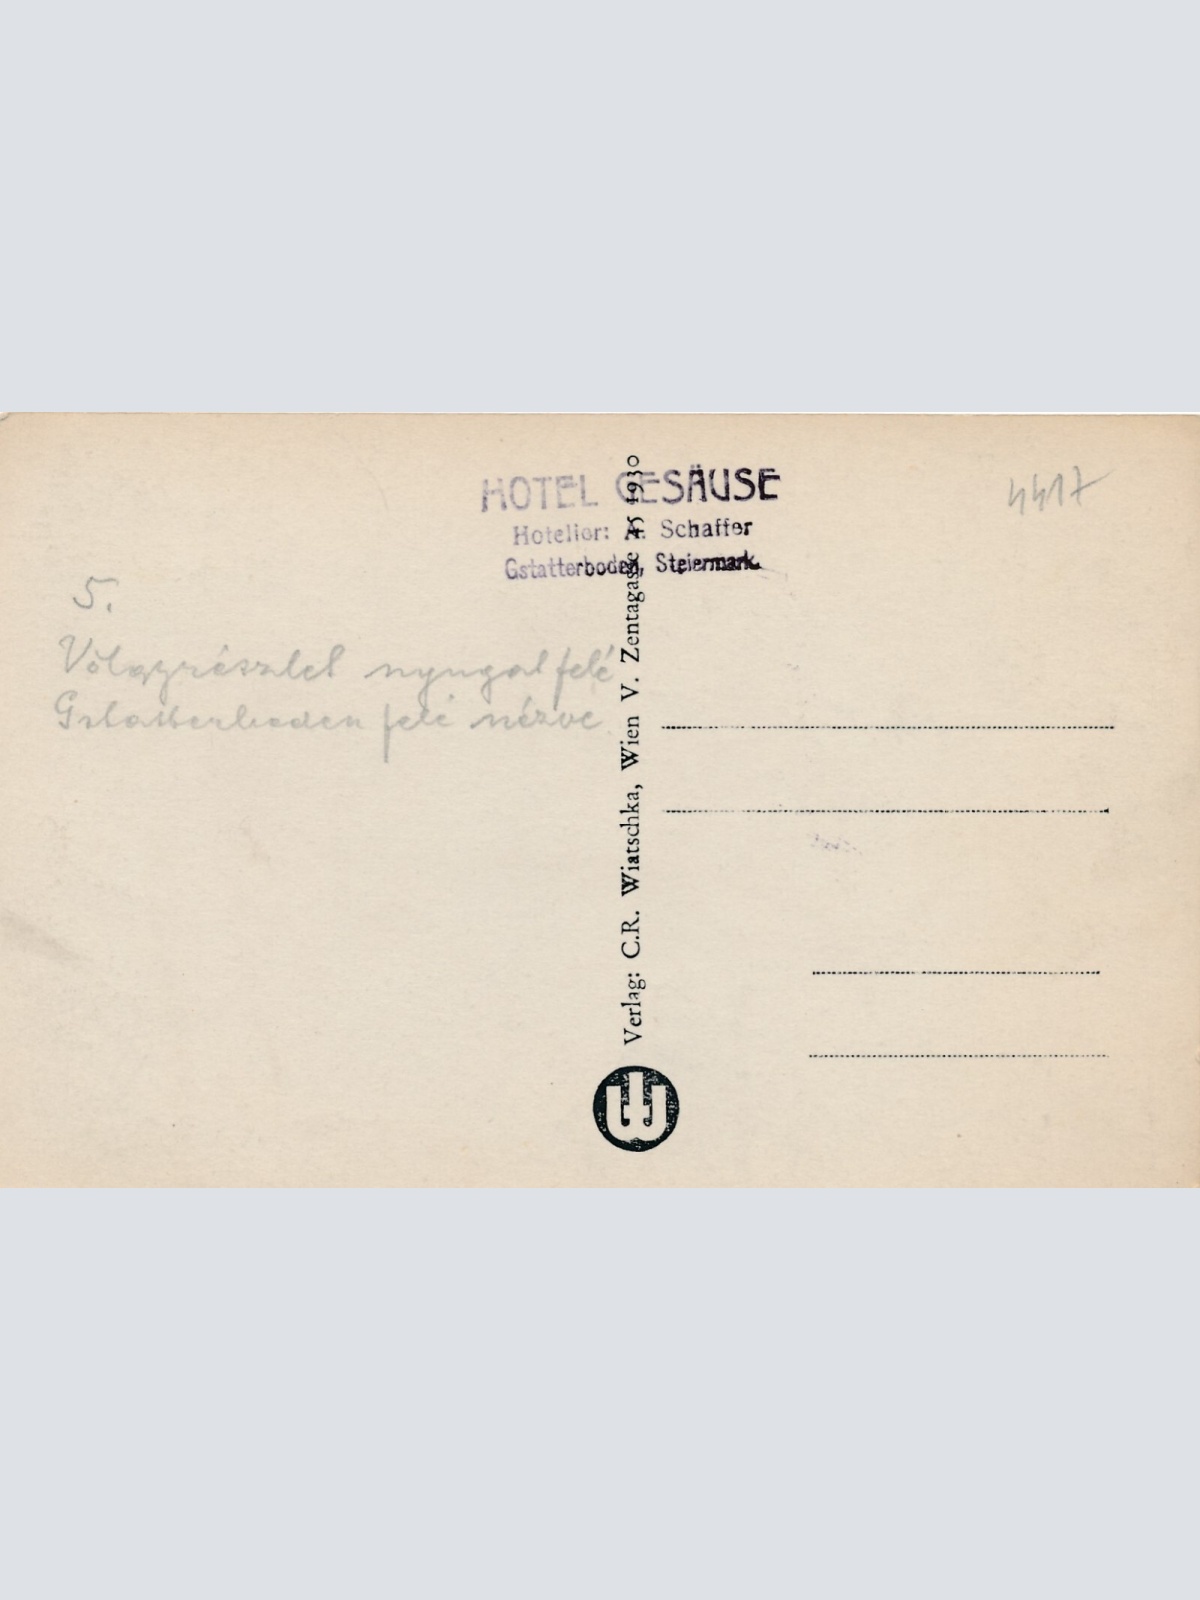 HOTEL GESÄUSE
Hotelier: A. Schaffer
Gstatterboden, Steiermark.
4417
5.
Völgyrészlet nyugat felé
Gstatterboden felé nézve
Verlag: C.R. Wiatschka, Wien V. Zentagasse 45 1930
W